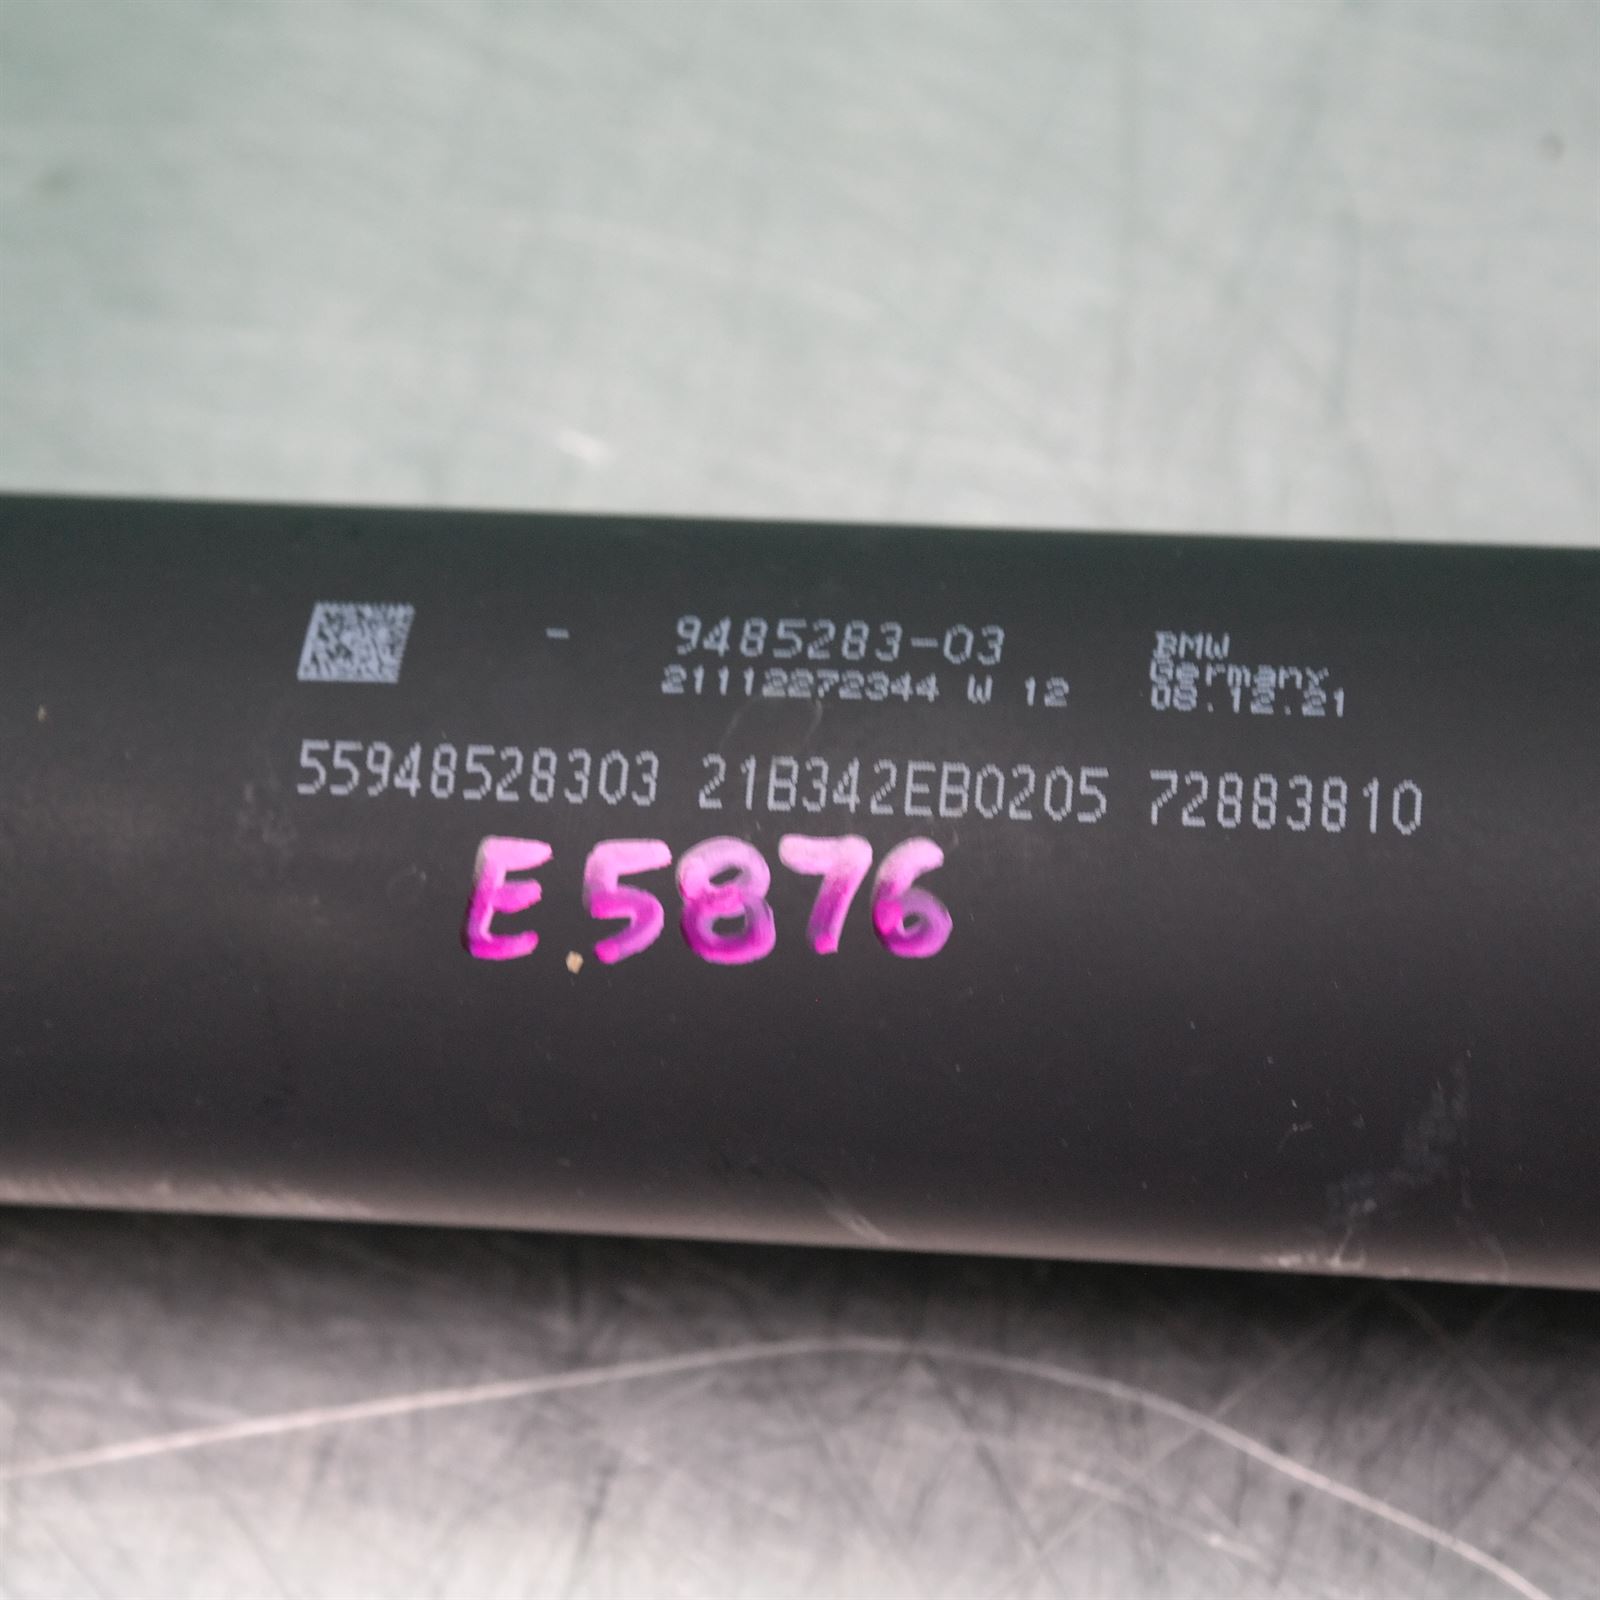 - 9485283-03 BMW
Germany
21112272344 W 12 08.12.21
55948528303 21B342EB0205 72883810
E5876